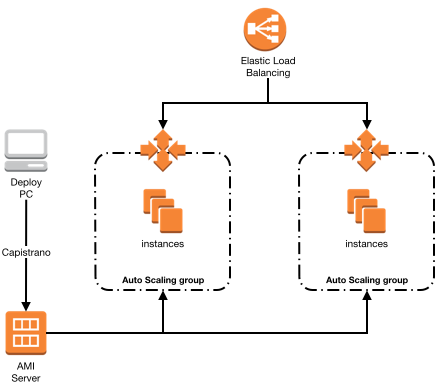 Elastic Load
Balancing
Deploy
PC
instances
instances
Capistrano
Auto Scaling group
Auto Scaling group
AMI
Server